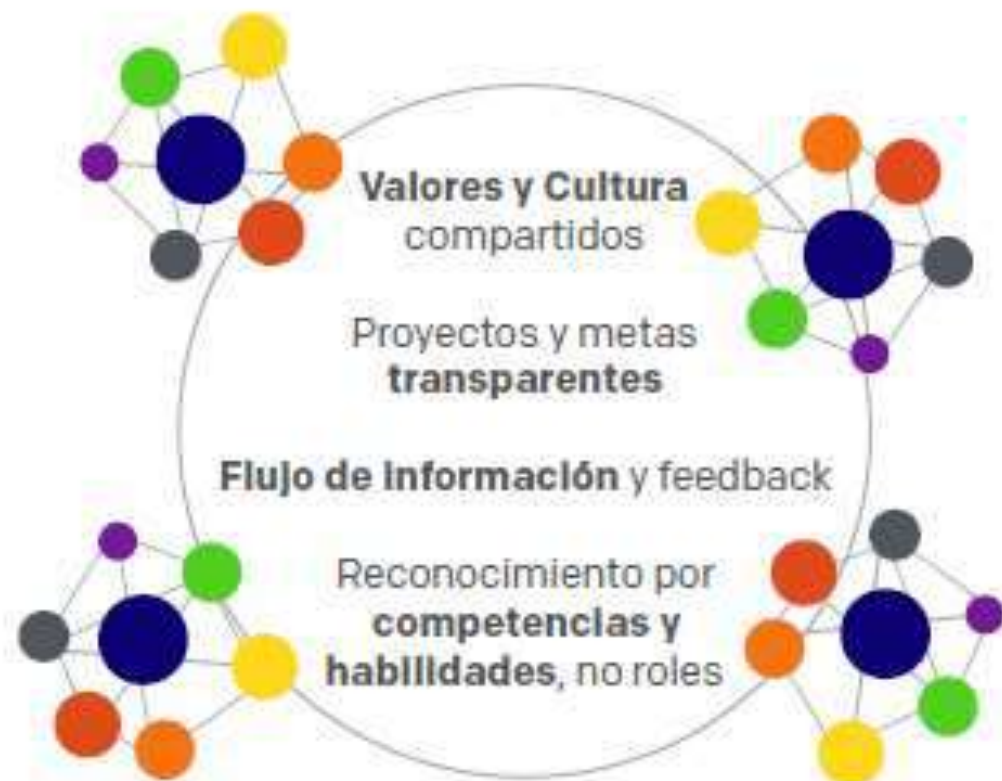 Valores y Cultura
compartidos
Proyectos y metas
transparentes
Flujo de información y feedback
Reconocimiento por
competencias y
habilidades, no roles